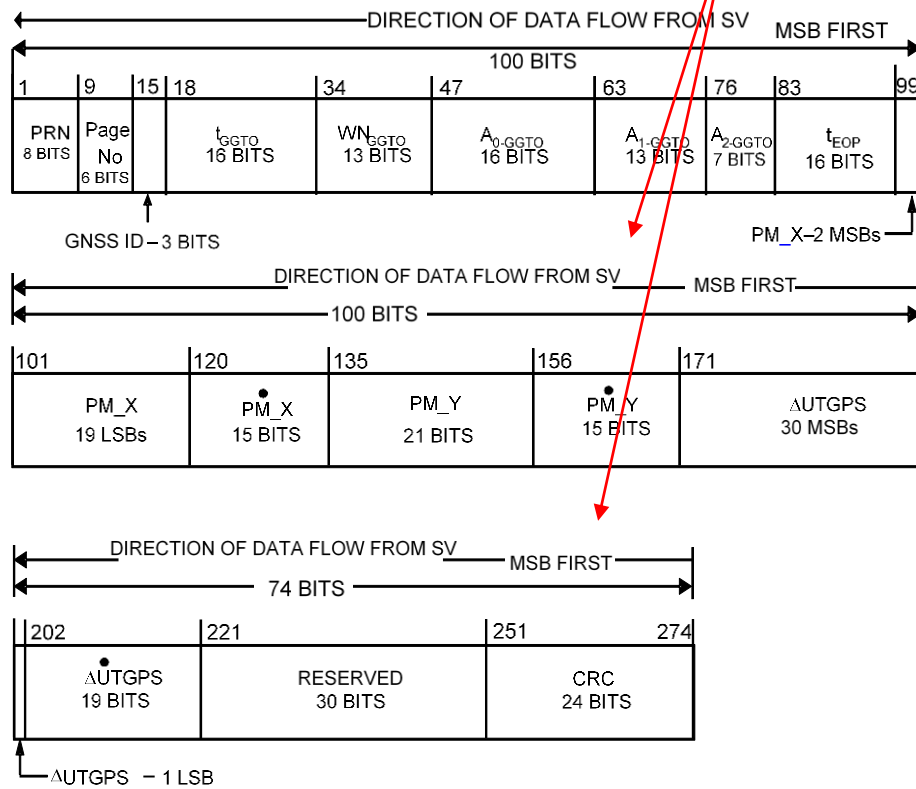 DIRECTION OF DATA FLOW FROM SV
MSB FIRST
100 BITS
1 9 15 18 34 47 63 76 83 99
PRN
8 BITS
Page
No
6 BITS
tGGTO
16 BITS
WNGGTO
13 BITS
A0-GGTO
16 BITS
A1-GGTO
13 BITS
A2-GGTO
7 BITS
tEOP
16 BITS
GNSS ID – 3 BITS
PM_X–2 MSBs
DIRECTION OF DATA FLOW FROM SV
MSB FIRST
100 BITS
101 120 135 156 171
PM_X
19 LSBs
PM_X
15 BITS
PM_Y
21 BITS
PM_Y
15 BITS
ΔUTGPS
30 MSBs
DIRECTION OF DATA FLOW FROM SV
MSB FIRST
74 BITS
202 221 251 274
ΔUTGPS
19 BITS
RESERVED
30 BITS
CRC
24 BITS
ΔUTGPS – 1 LSB